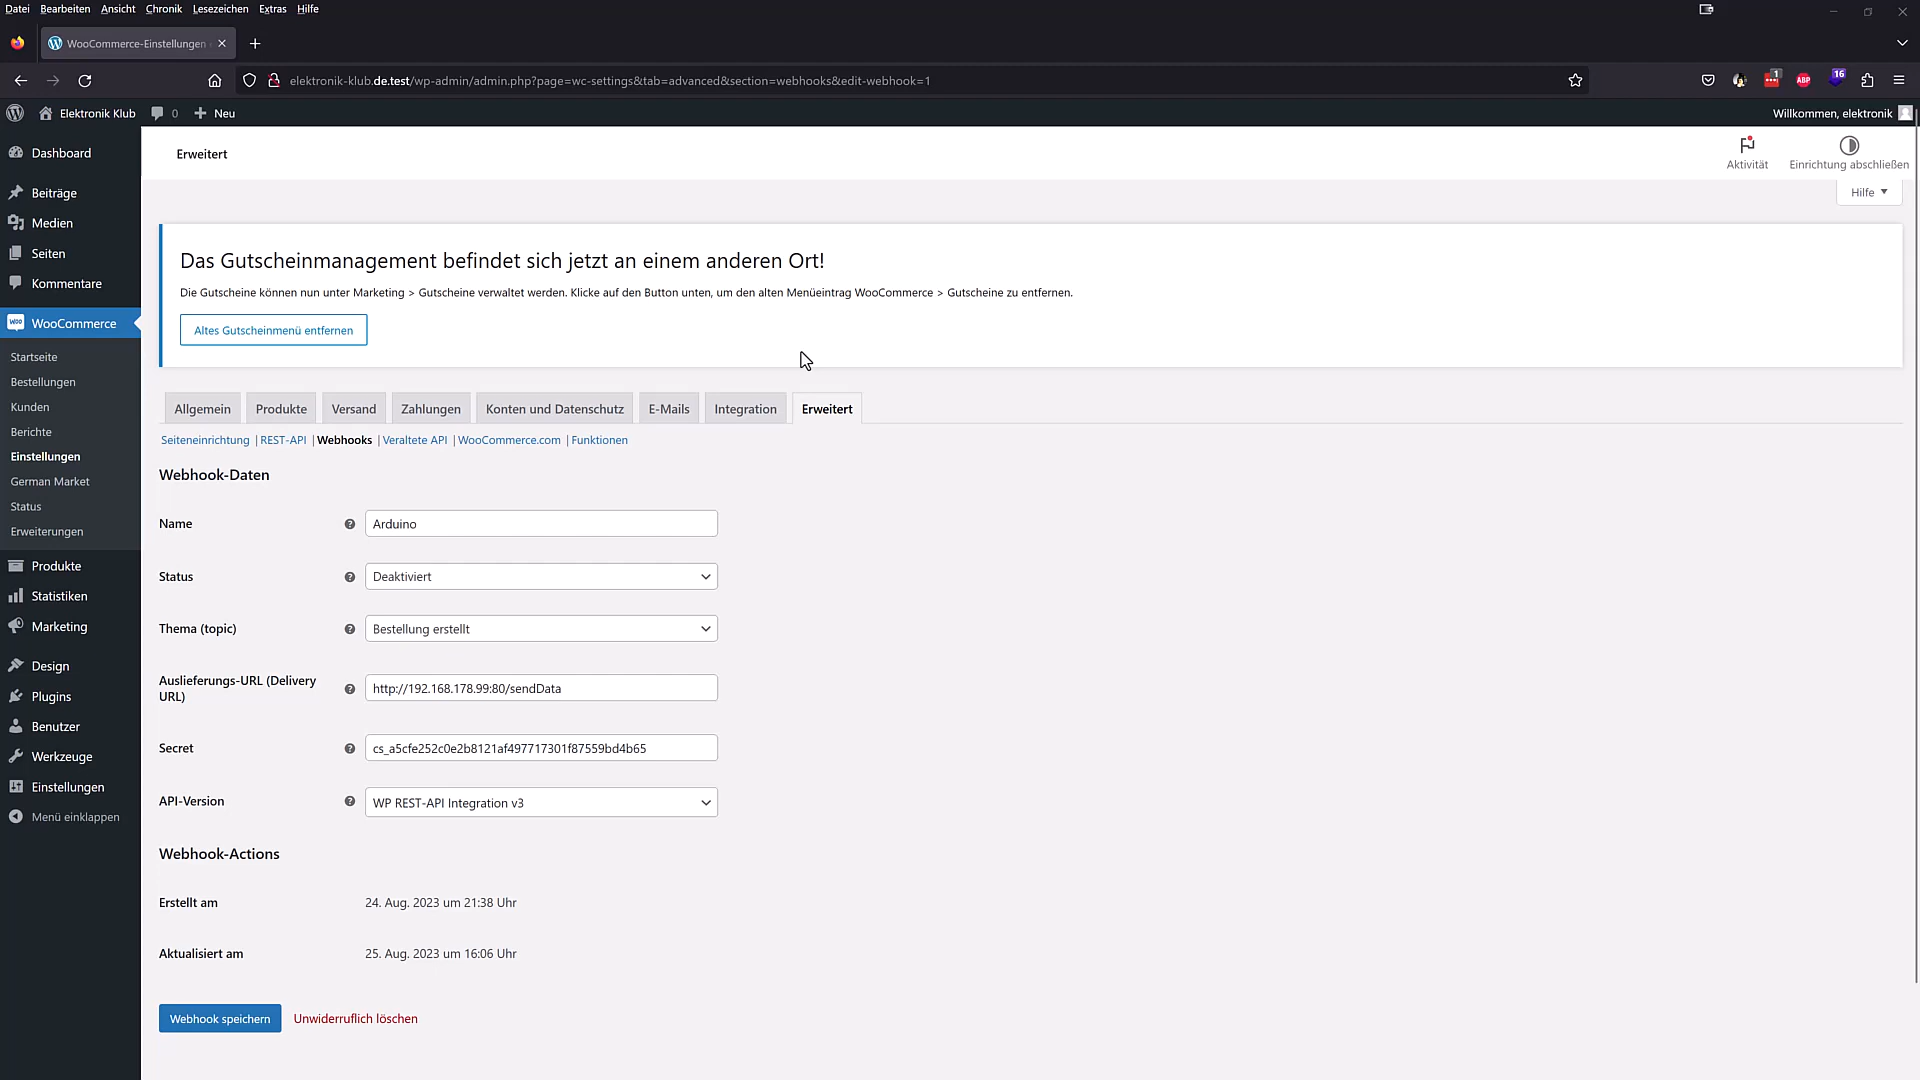 Datei Bearbeiten Ansicht Chronik Lesezeichen Extras Hilfe
WooCommerce-Einstellungen
elektronik-klub.de.test/wp-admin/admin.php?page=wc-settings&tab=advanced&section=webhooks&edit-webhook=1
1 ABP 16
Elektronik Klub 0 Neu
Willkommen, elektronik
Dashboard
Beiträge
Medien
Seiten
Kommentare
WooCommerce
Startseite
Bestellungen
Kunden
Berichte
Einstellungen
German Market
Status
Erweiterungen
Produkte
Statistiken
Marketing
Design
Plugins
Benutzer
Werkzeuge
Einstellungen
Menü einklappen
Erweitert
Aktivität
Einrichtung abschließen
Hilfe
Das Gutscheinmanagement befindet sich jetzt an einem anderen Ort!
Die Gutscheine können nun unter Marketing > Gutscheine verwaltet werden. Klicke auf den Button unten, um den alten Menüeintrag WooCommerce > Gutscheine zu entfernen.
Altes Gutscheinmenü entfernen
Allgemein Produkte Versand Zahlungen Konten und Datenschutz E-Mails Integration Erweitert
Seiteneinrichtung | REST-API | Webhooks | Veraltete API | WooCommerce.com | Funktionen
Webhook-Daten
Name
Arduino
Status
Deaktiviert
Thema (topic)
Bestellung erstellt
Auslieferungs-URL (Delivery
URL)
http://192.168.178.99:80/sendData
Secret
cs_a5cfe252c0e2b8121af497717301f87559bd4b65
API-Version
WP REST-API Integration v3
Webhook-Actions
Erstellt am
24. Aug. 2023 um 21:38 Uhr
Aktualisiert am
25. Aug. 2023 um 16:06 Uhr
Webhook speichern
Unwiderruflich löschen